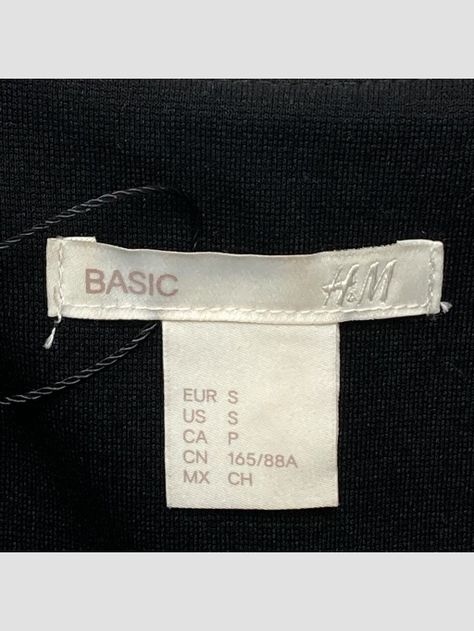 BASIC H&M
EUR S
US S
CA P
CN 165/88A
MX CH